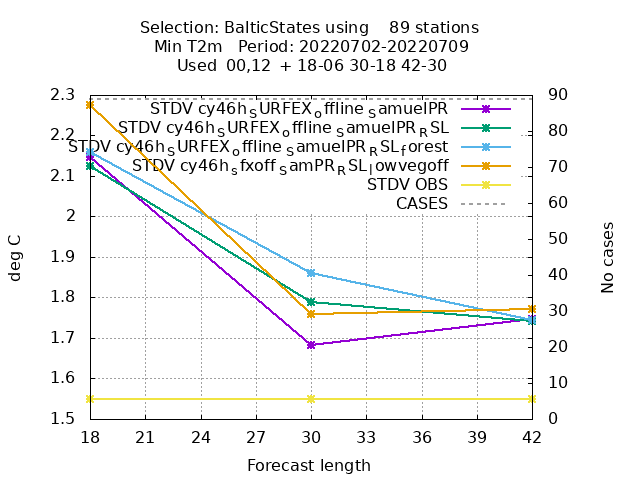 Selection: BalticStates using 89 stations
Min T2m Period: 20220702-20220709
Used 00,12 + 18-06 30-18 42-30
2.3
2.2
2.1
2
1.9
1.8
1.7
1.6
1.5
deg C
STDV cy46h_SURFEX_offline_SamuelPR
STDV cy46h_SURFEX_offline_SamuelPR_RSL
STDV cy46h_SURFEX_offline_SamuelPR_RSL_forest
STDV cy46h_sfxoff_SamPR_RSL_lowvegoff
STDV OBS
CASES
90
80
70
60
50
40
30
20
10
0
No cases
18 21 24 27 30 33 36 39 42
Forecast length